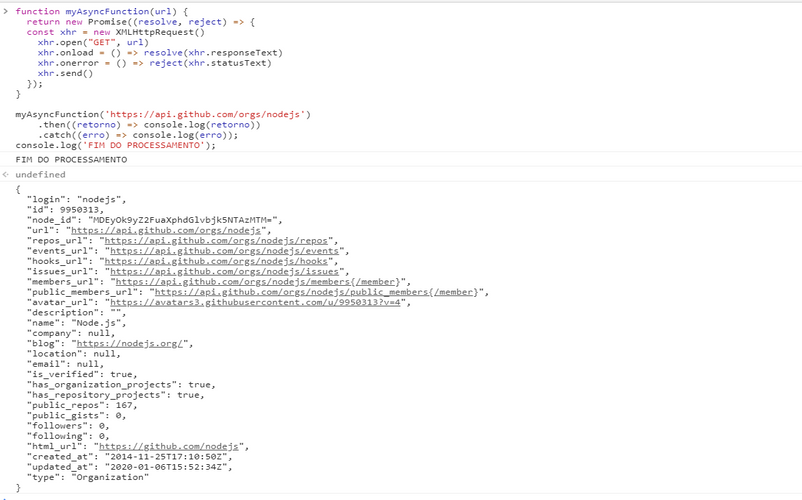 function myAsyncFunction(url) {
return new Promise((resolve, reject) => {
const xhr = new XMLHttpRequest()
xhr.open("GET", url)
xhr.onload = () => resolve(xhr.responseText)
xhr.onerror = () => reject(xhr.statusText)
xhr.send()
});
}
myAsyncFunction('https://api.github.com/orgs/nodejs')
.then((retorno) => console.log(retorno))
.catch((erro) => console.log(erro));
console.log('FIM DO PROCESSAMENTO');
FIM DO PROCESSAMENTO
undefined
{
"login": "nodejs",
"id": 9950313,
"node_id": "MDEyOk9yZ2FuaXphdGlvbjk5NTAzMTM=",
"url": "https://api.github.com/orgs/nodejs",
"repos_url": "https://api.github.com/orgs/nodejs/repos",
"events_url": "https://api.github.com/orgs/nodejs/events",
"hooks_url": "https://api.github.com/orgs/nodejs/hooks",
"issues_url": "https://api.github.com/orgs/nodejs/issues",
"members_url": "https://api.github.com/orgs/nodejs/members{/member}",
"public_members_url": "https://api.github.com/orgs/nodejs/public_members{/member}",
"avatar_url": "https://avatars3.githubusercontent.com/u/9950313?v=4",
"description": "",
"name": "Node.js",
"company": null,
"blog": "https://nodejs.org/",
"location": null,
"email": null,
"is_verified": true,
"has_organization_projects": true,
"has_repository_projects": true,
"public_repos": 167,
"public_gists": 0,
"followers": 0,
"following": 0,
"html_url": "https://github.com/nodejs",
"created_at": "2014-11-25T17:10:50Z",
"updated_at": "2020-01-06T15:52:34Z",
"type": "Organization"
}